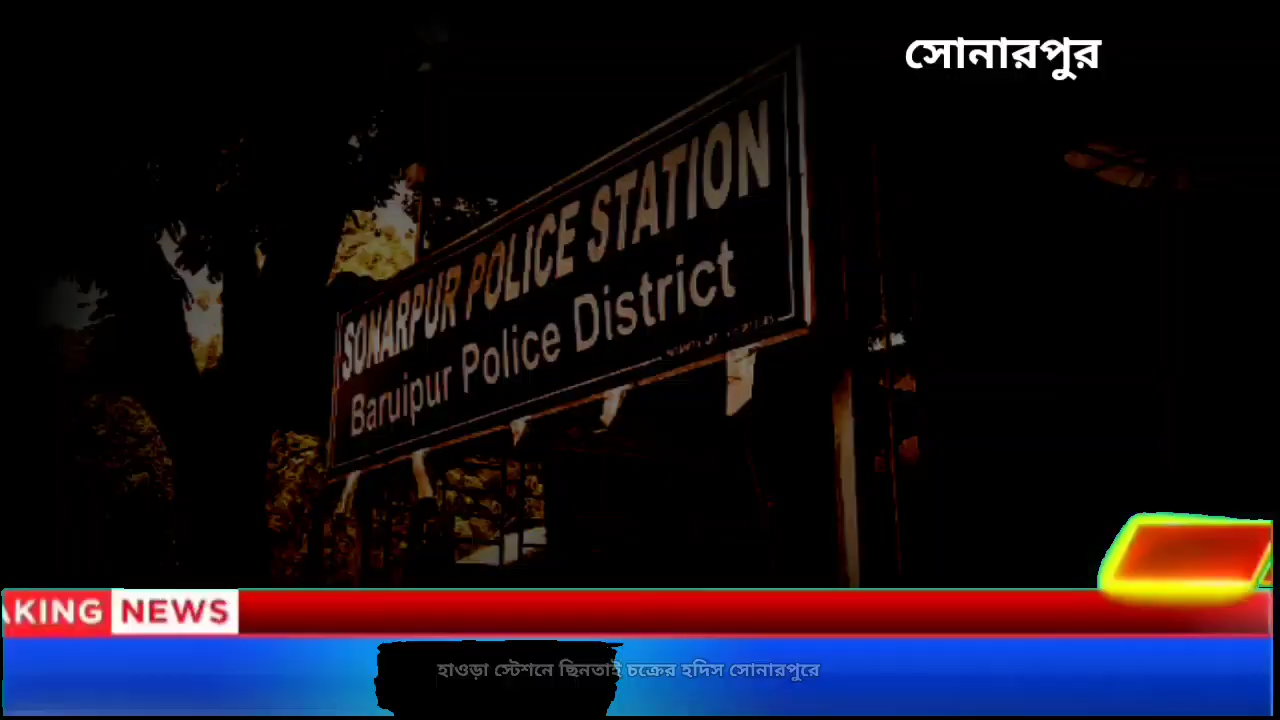 সোনারপুর
SONARPUR POLICE STATION
Baruipur Police District
AKING NEWS
হাওড়া স্টেশনে ছিনতাই চক্রের হদিস সোনারপুরে